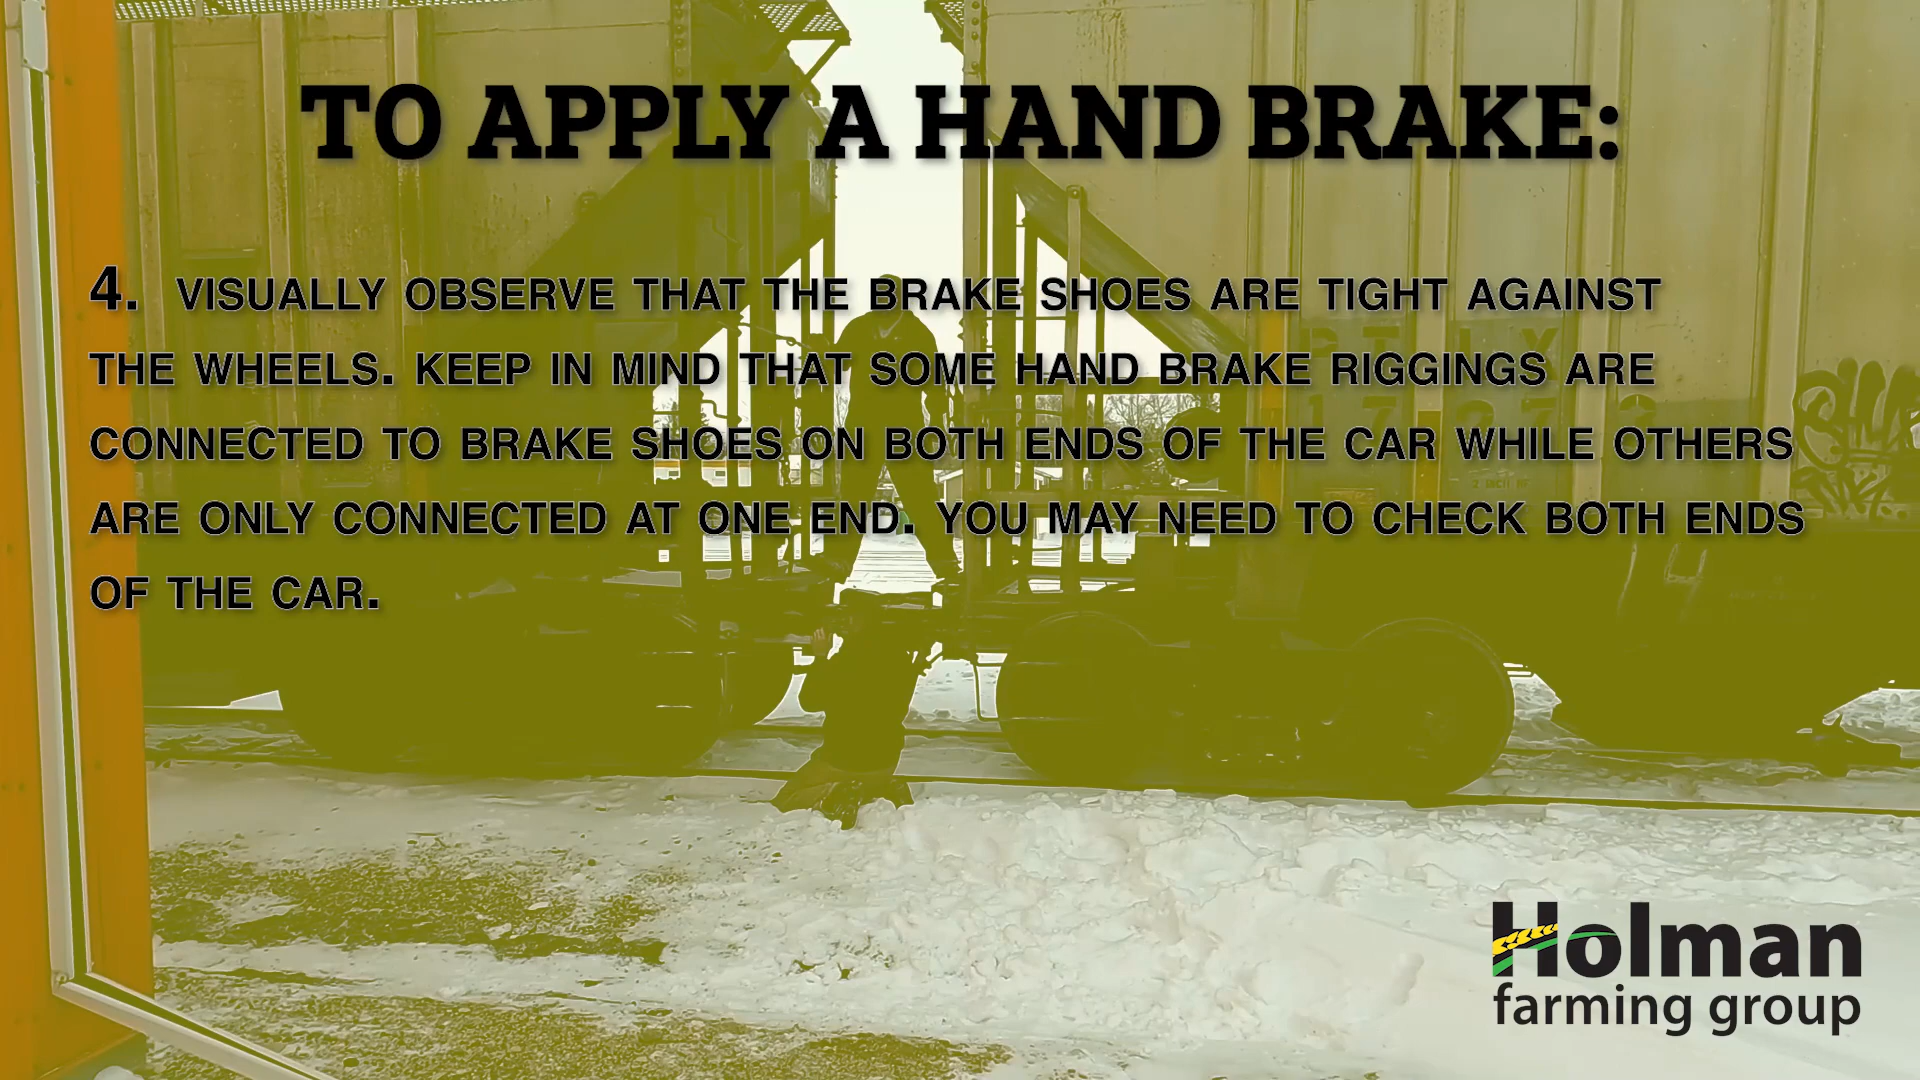 TO APPLY A HAND BRAKE:
4. VISUALLY OBSERVE THAT THE BRAKE SHOES ARE TIGHT AGAINST
THE WHEELS. KEEP IN MIND THAT SOME HAND BRAKE RIGGINGS ARE
CONNECTED TO BRAKE SHOES ON BOTH ENDS OF THE CAR WHILE OTHERS
ARE ONLY CONNECTED AT ONE END. YOU MAY NEED TO CHECK BOTH ENDS
OF THE CAR.
Holman
farming group